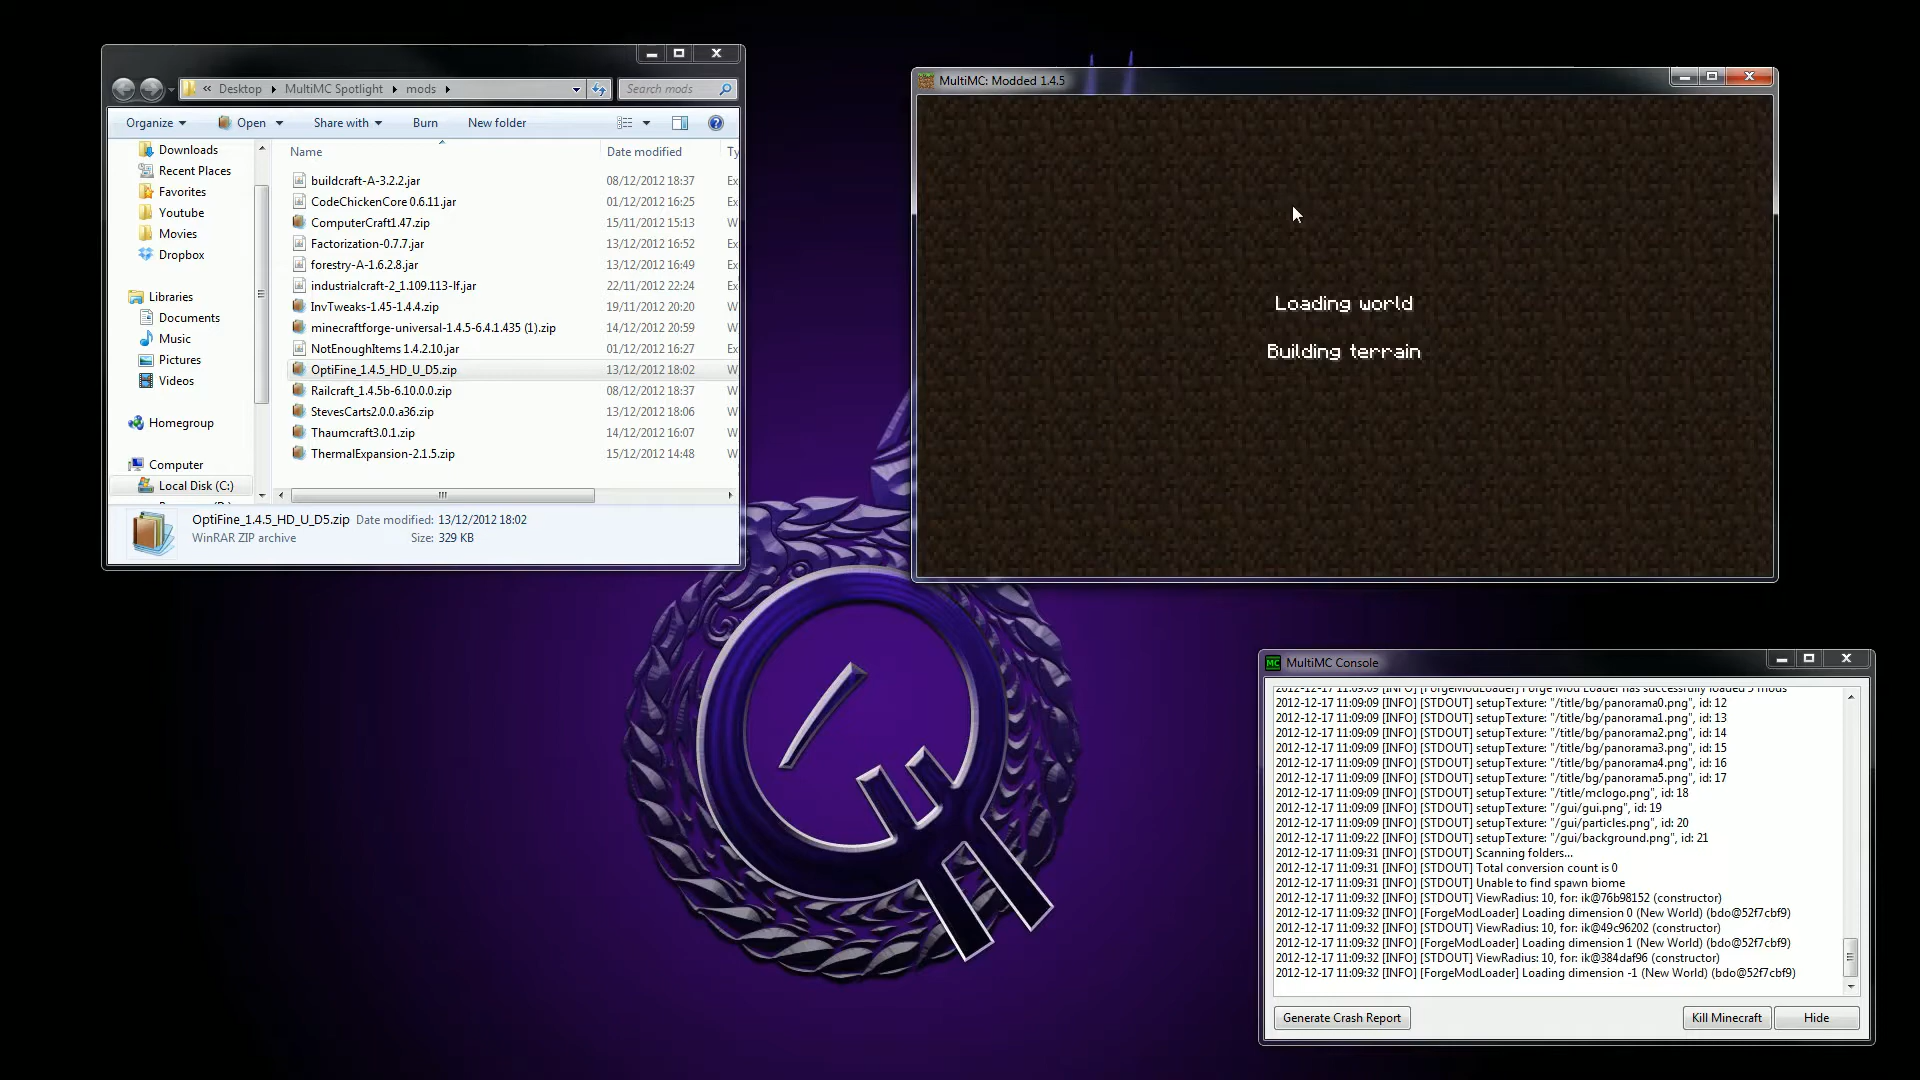 « Desktop ▸ MultiMC Spotlight ▸ mods ▸
Search mods
Organize
Open
Share with
Burn
New folder
Name
Date modified
Ty
Downloads
Recent Places
Favorites
Youtube
Movies
Dropbox
Libraries
Documents
Music
Pictures
Videos
Homegroup
Computer
Local Disk (C:)
buildcraft-A-3.2.2.jar 08/12/2012 18:37 Ex
CodeChickenCore 0.6.11.jar 01/12/2012 16:25 Ex
ComputerCraft1.47.zip 15/11/2012 15:13 W
Factorization-0.7.7.jar 13/12/2012 16:52 Ex
forestry-A-1.6.2.8.jar 13/12/2012 16:49 Ex
industrialcraft-2_1.109.113-lf.jar 22/11/2012 22:24 Ex
InvTweaks-1.45-1.4.4.zip 19/11/2012 20:20 W
minecraftforge-universal-1.4.5-6.4.1.435 (1).zip 14/12/2012 20:59 W
NotEnoughItems 1.4.2.10.jar 01/12/2012 16:27 Ex
OptiFine_1.4.5_HD_U_D5.zip 13/12/2012 18:02 W
Railcraft_1.4.5b-6.10.0.0.zip 08/12/2012 18:37 W
StevesCarts2.0.0.a36.zip 13/12/2012 18:06 W
Thaumcraft3.0.1.zip 14/12/2012 16:07 W
ThermalExpansion-2.1.5.zip 15/12/2012 14:48 W
OptiFine_1.4.5_HD_U_D5.zip Date modified: 13/12/2012 18:02
WinRAR ZIP archive Size: 329 KB
MultiMC: Modded 1.4.5
Loading world
Building terrain
MC MultiMC Console
2012-12-17 11:09:09 [INFO] [ForgeModLoader] Forge Mod Loader has successfully loaded 5 mods
2012-12-17 11:09:09 [INFO] [STDOUT] setupTexture: "/title/bg/panorama0.png", id: 12
2012-12-17 11:09:09 [INFO] [STDOUT] setupTexture: "/title/bg/panorama1.png", id: 13
2012-12-17 11:09:09 [INFO] [STDOUT] setupTexture: "/title/bg/panorama2.png", id: 14
2012-12-17 11:09:09 [INFO] [STDOUT] setupTexture: "/title/bg/panorama3.png", id: 15
2012-12-17 11:09:09 [INFO] [STDOUT] setupTexture: "/title/bg/panorama4.png", id: 16
2012-12-17 11:09:09 [INFO] [STDOUT] setupTexture: "/title/bg/panorama5.png", id: 17
2012-12-17 11:09:09 [INFO] [STDOUT] setupTexture: "/title/mclogo.png", id: 18
2012-12-17 11:09:09 [INFO] [STDOUT] setupTexture: "/gui/gui.png", id: 19
2012-12-17 11:09:09 [INFO] [STDOUT] setupTexture: "/gui/particles.png", id: 20
2012-12-17 11:09:22 [INFO] [STDOUT] setupTexture: "/gui/background.png", id: 21
2012-12-17 11:09:31 [INFO] [STDOUT] Scanning folders...
2012-12-17 11:09:31 [INFO] [STDOUT] Total conversion count is 0
2012-12-17 11:09:31 [INFO] [STDOUT] Unable to find spawn biome
2012-12-17 11:09:32 [INFO] [STDOUT] ViewRadius: 10, for: ik@76b98152 (constructor)
2012-12-17 11:09:32 [INFO] [ForgeModLoader] Loading dimension 0 (New World) (bdo@52f7cbf9)
2012-12-17 11:09:32 [INFO] [STDOUT] ViewRadius: 10, for: ik@49c96202 (constructor)
2012-12-17 11:09:32 [INFO] [ForgeModLoader] Loading dimension 1 (New World) (bdo@52f7cbf9)
2012-12-17 11:09:32 [INFO] [STDOUT] ViewRadius: 10, for: ik@384daf96 (constructor)
2012-12-17 11:09:32 [INFO] [ForgeModLoader] Loading dimension -1 (New World) (bdo@52f7cbf9)
Generate Crash Report
Kill Minecraft
Hide